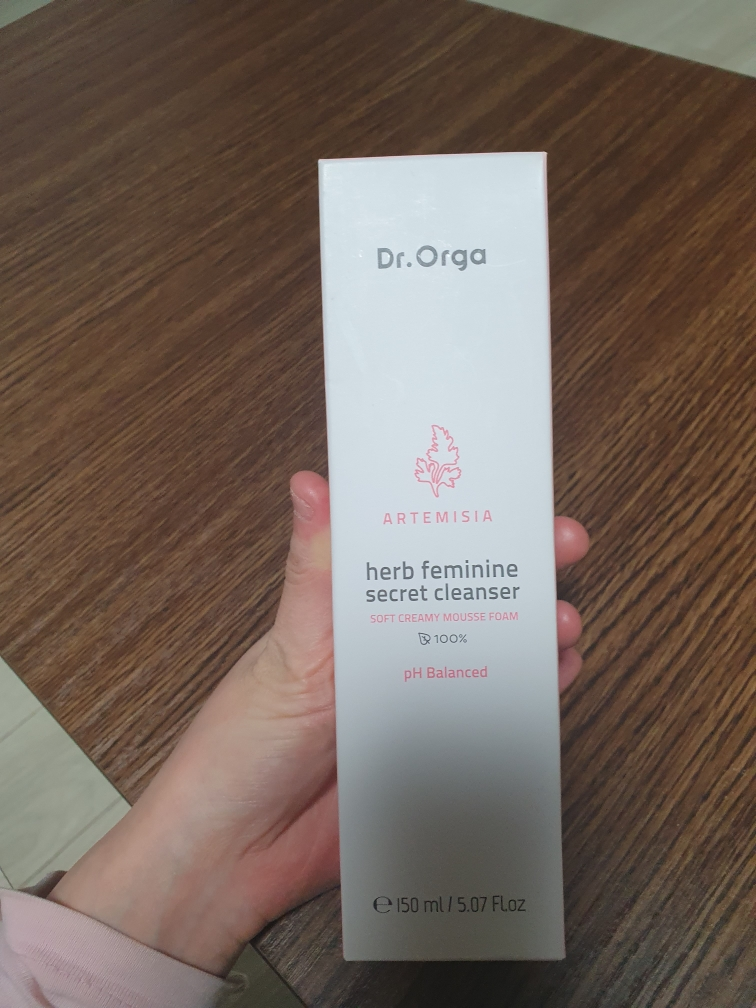 Dr.Orga
ARTEMISIA
herb feminine
secret cleanser
SOFT CREAMY MOUSSE FOAM
100%
pH Balanced
℮ 150 ml / 5.07 Fl.oz